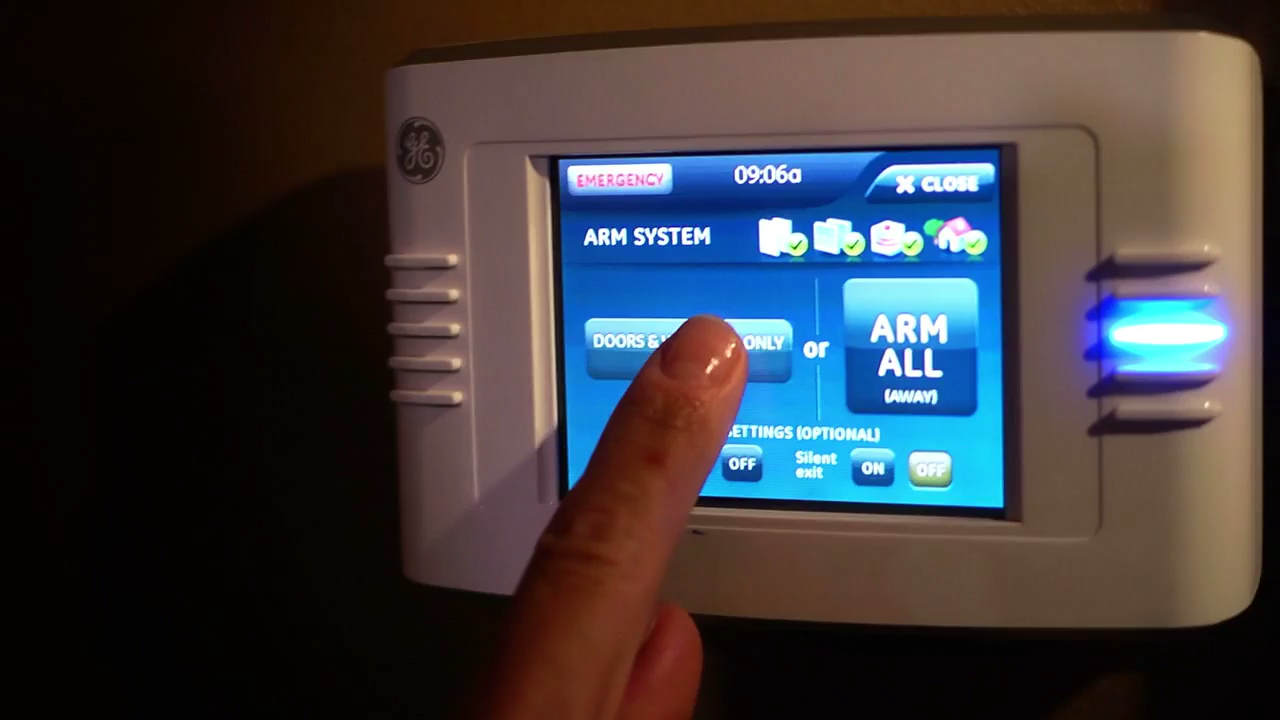 GE
EMERGENCY
09:06a
CLOSE
ARM SYSTEM
DOORS & ONLY
or
ARM
ALL
(AWAY)
SETTINGS (OPTIONAL)
OFF
Silent
exit
ON
OFF